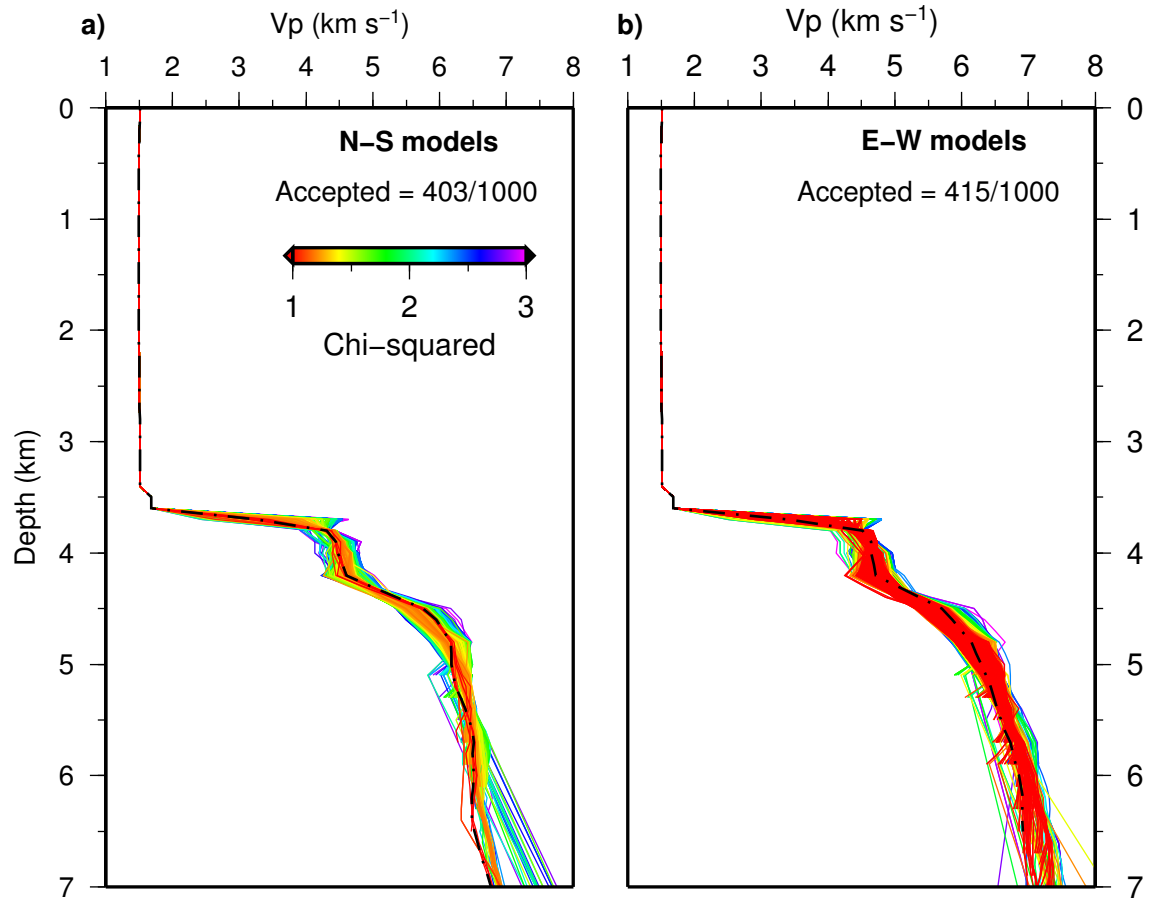 a)
Vp (km s⁻¹)
1 2 3 4 5 6 7 8
b)
Vp (km s⁻¹)
1 2 3 4 5 6 7 8
N−S models
Accepted = 403/1000
1 2 3
Chi−squared
E−W models
Accepted = 415/1000
Depth (km)
0
1
2
3
4
5
6
7
0
1
2
3
4
5
6
7